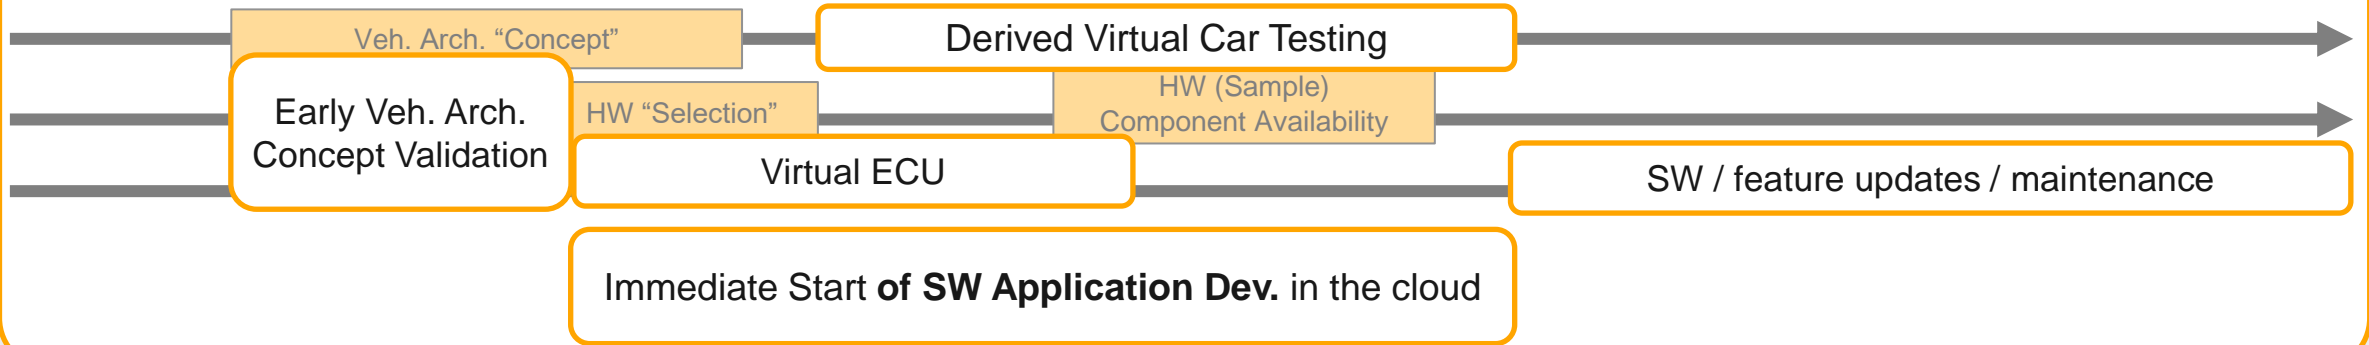 Veh. Arch. “Concept”
Derived Virtual Car Testing
Early Veh. Arch.
Concept Validation
HW “Selection”
HW (Sample)
Component Availability
Virtual ECU
SW / feature updates / maintenance
Immediate Start of SW Application Dev. in the cloud